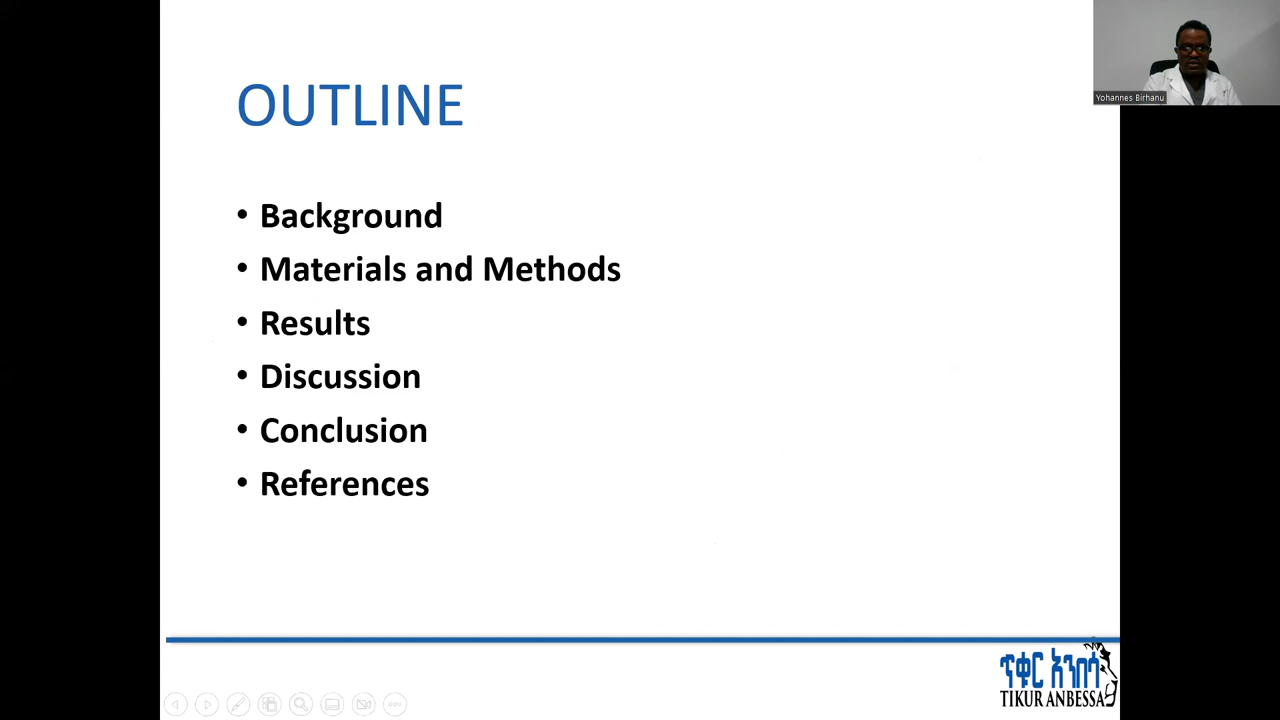 OUTLINE
Yohannes Birhanu
• Background
• Materials and Methods
• Results
• Discussion
• Conclusion
• References
ጥቁር አንበሳ
TIKUR ANBESSA